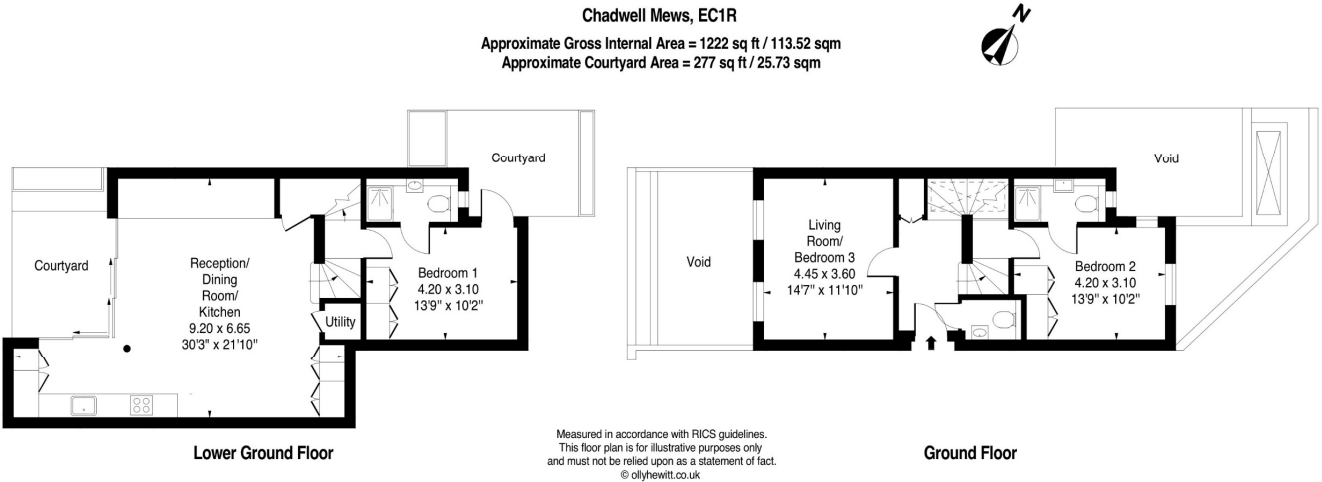 Chadwell Mews, EC1R
Approximate Gross Internal Area = 1222 sq ft / 113.52 sqm
Approximate Courtyard Area = 277 sq ft / 25.73 sqm
N
Courtyard
Courtyard
Reception/
Dining
Room/
Kitchen
9.20 x 6.65
30'3" x 21'10"
Utility
Bedroom 1
4.20 x 3.10
13'9" x 10'2"
Lower Ground Floor
Void
Void
Living
Room/
Bedroom 3
4.45 x 3.60
14'7" x 11'10"
Bedroom 2
4.20 x 3.10
13'9" x 10'2"
Ground Floor
Measured in accordance with RICS guidelines.
This floor plan is for illustrative purposes only
and must not be relied upon as a statement of fact.
© ollyhewitt.co.uk